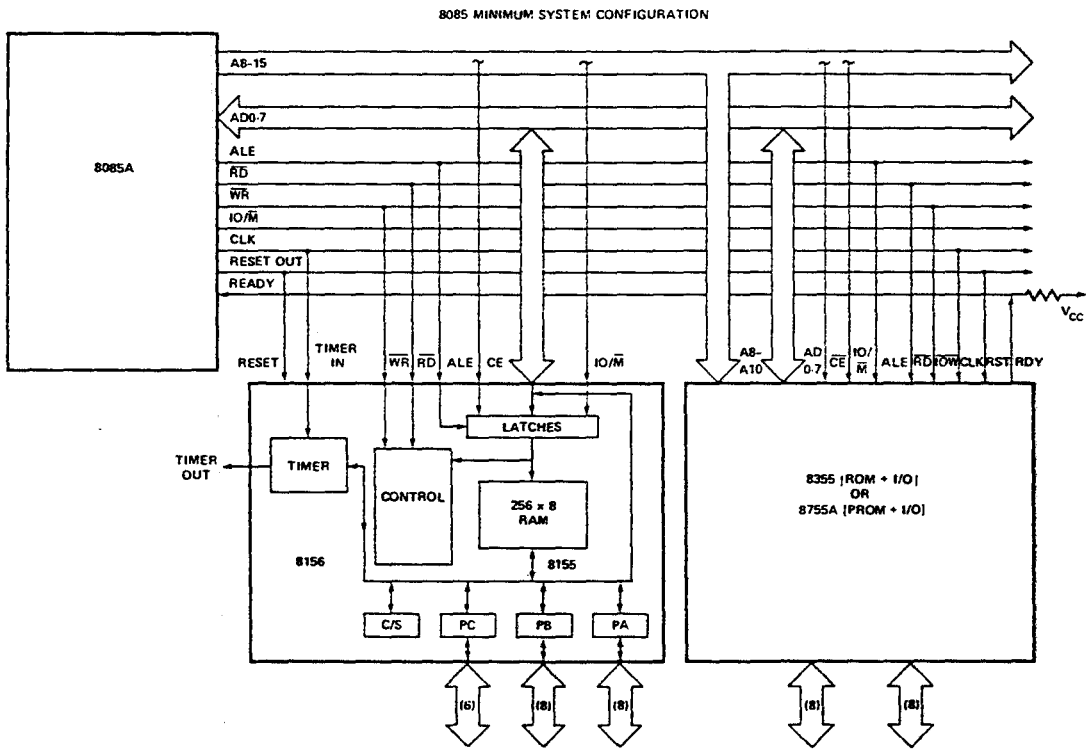 8085 MINIMUM SYSTEM CONFIGURATION
A8-15
AD0-7
8085A
ALE
RD
WR
IO/M
CLK
RESET OUT
READY
VCC
RESET
TIMER IN
WR
RD
ALE
CE
IO/M
A8-A10
AD 0-7
CE
IO/M
ALE
RD
IOW
CLK
RST
RDY
LATCHES
TIMER OUT
TIMER
CONTROL
256 × 8
RAM
8156
8155
C/S
PC
PB
PA
(6)
(8)
(8)
8355 [ROM + I/O]
OR
8755A [PROM + I/O]
(8)
(8)